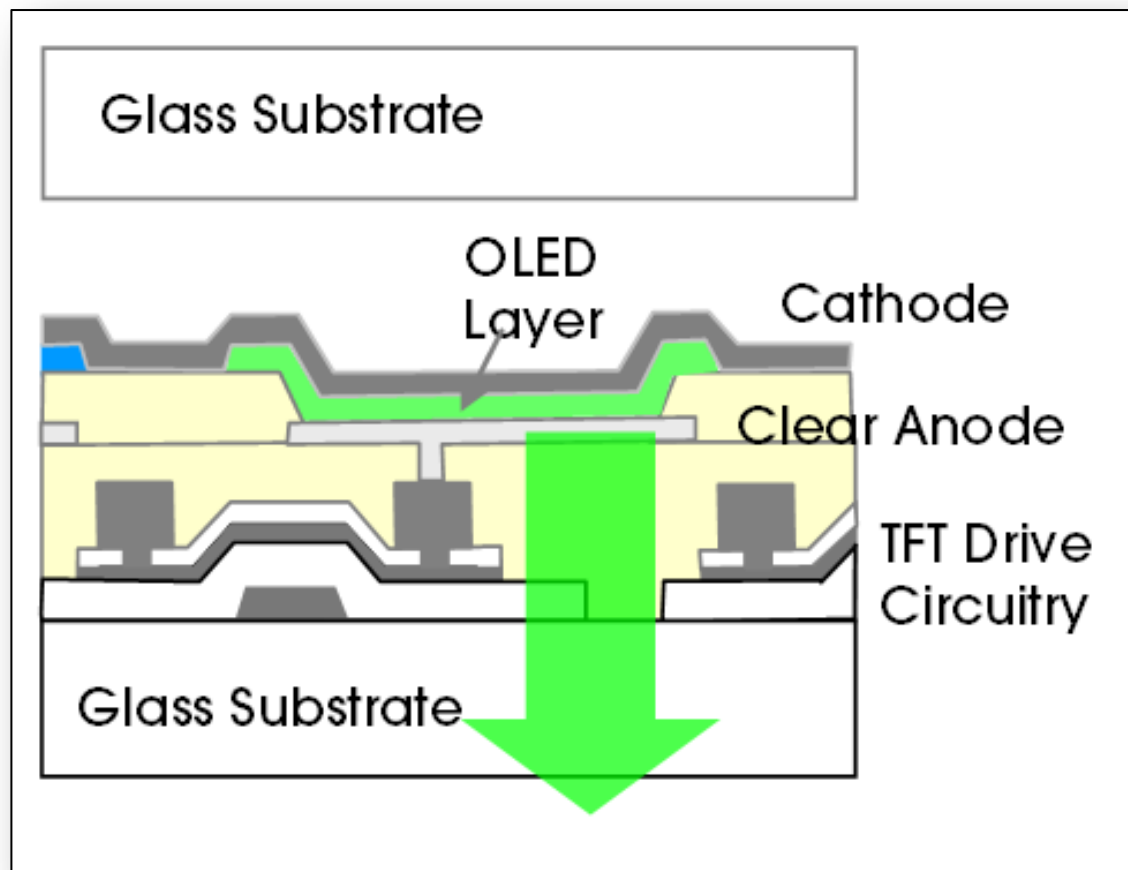 Glass Substrate
OLED
Layer
Cathode
Clear Anode
TFT Drive
Circuitry
Glass Substrate